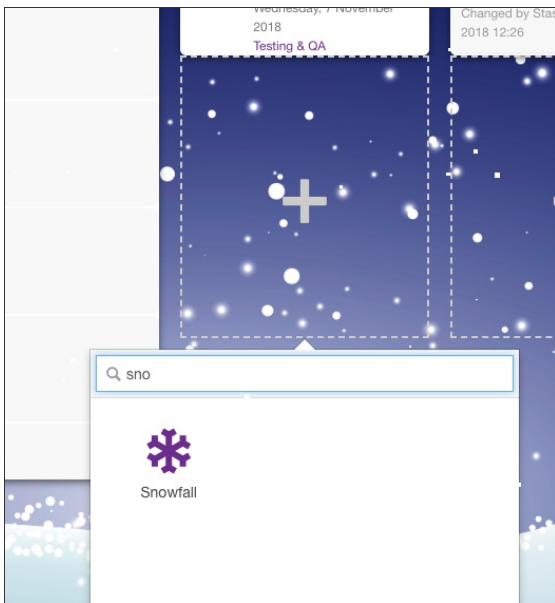 Wednesday, 7 November
2018
Testing & QA
Changed by Stas
2018 12:26
sno
Snowfall